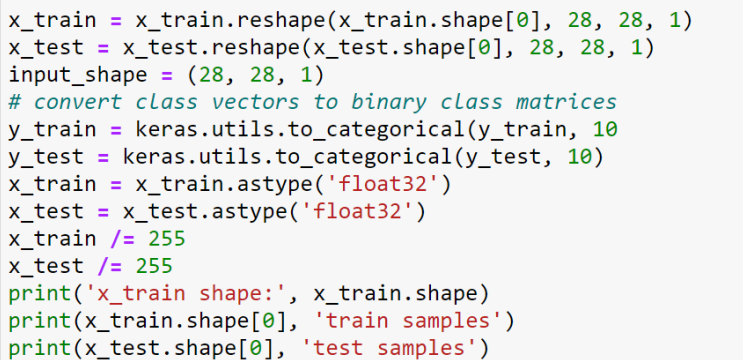 x_train = x_train.reshape(x_train.shape[0], 28, 28, 1)
x_test = x_test.reshape(x_test.shape[0], 28, 28, 1)
input_shape = (28, 28, 1)
# convert class vectors to binary class matrices
y_train = keras.utils.to_categorical(y_train, 10
y_test = keras.utils.to_categorical(y_test, 10)
x_train = x_train.astype('float32')
x_test = x_test.astype('float32')
x_train /= 255
x_test /= 255
print('x_train shape:', x_train.shape)
print(x_train.shape[0], 'train samples')
print(x_test.shape[0], 'test samples')